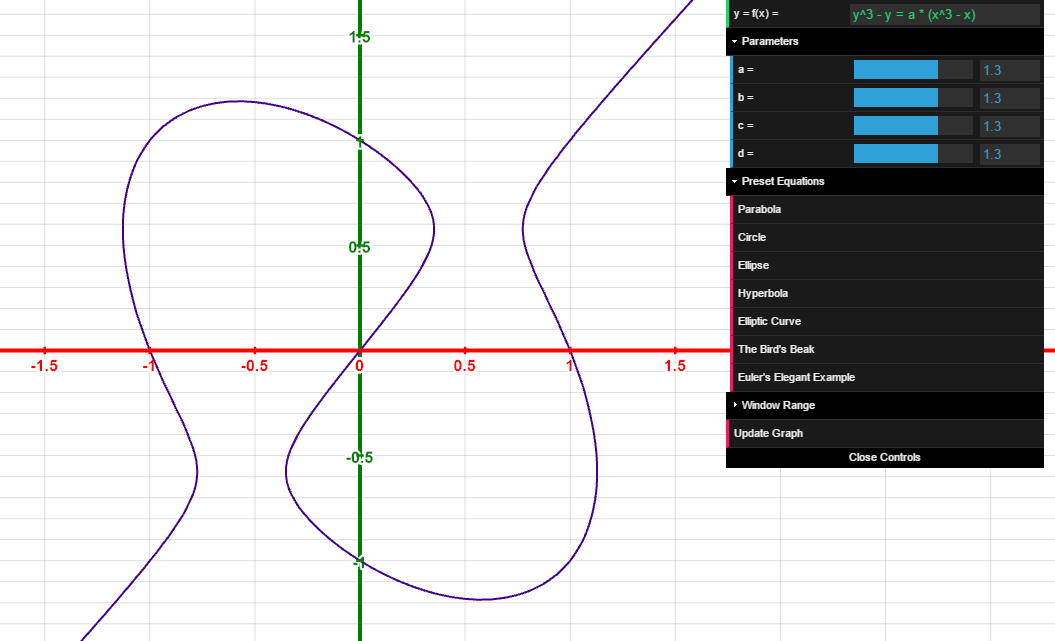 y = f(x) = y^3 - y = a * (x^3 - x)
Parameters
a = 1.3
b = 1.3
c = 1.3
d = 1.3
Preset Equations
Parabola
Circle
Ellipse
Hyperbola
Elliptic Curve
The Bird's Beak
Euler's Elegant Example
Window Range
Update Graph
Close Controls
1.5
1
0.5
-1.5 -1 -0.5 0 0.5 1 1.5
-0.5
-1